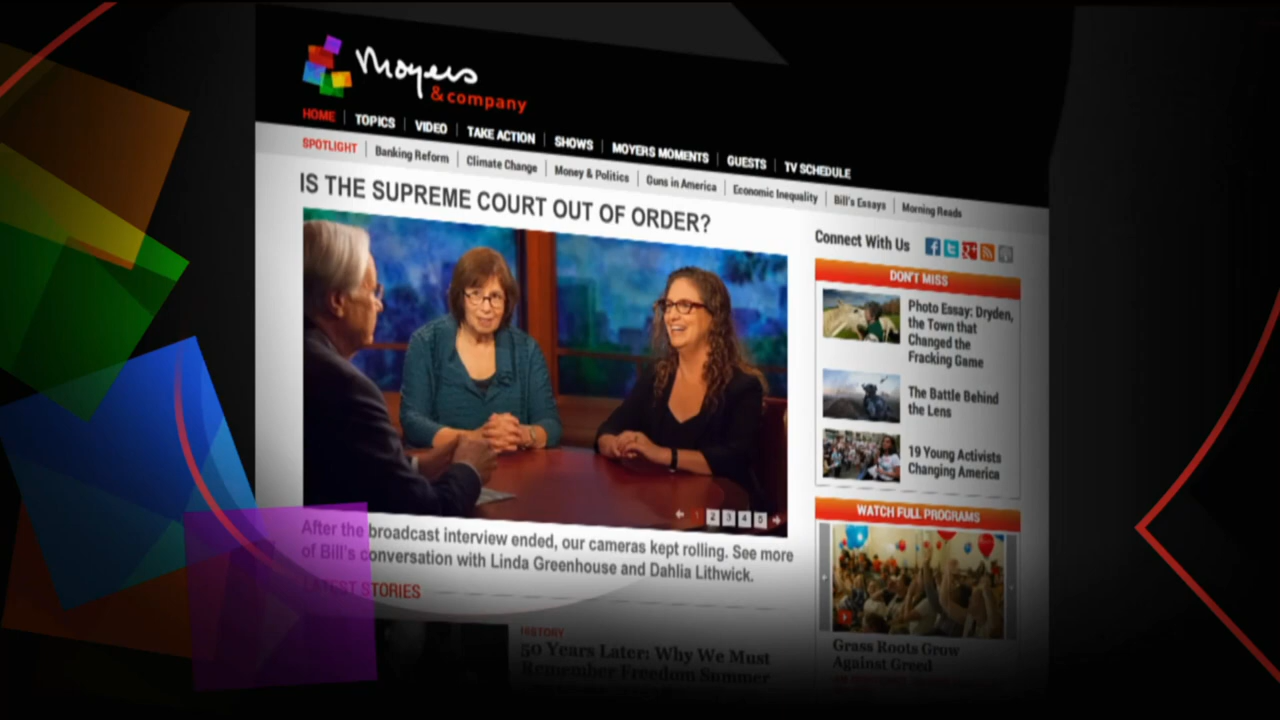 Moyers
& company
HOME TOPICS VIDEO TAKE ACTION SHOWS MOYERS MOMENTS GUESTS TV SCHEDULE
SPOTLIGHT Banking Reform Climate Change Money & Politics Guns in America Economic Inequality Bill's Essays Morning Reads
IS THE SUPREME COURT OUT OF ORDER?
1 2 3 4 5
After the broadcast interview ended, our cameras kept rolling. See more
of Bill's conversation with Linda Greenhouse and Dahlia Lithwick.
LATEST STORIES
HISTORY
50 Years Later: Why We Must
Remember Freedom Summer
Connect With Us
DON'T MISS
Photo Essay: Dryden,
the Town that
Changed the
Fracking Game
The Battle Behind
the Lens
19 Young Activists
Changing America
WATCH FULL PROGRAMS
Grass Roots Grow
Against Greed